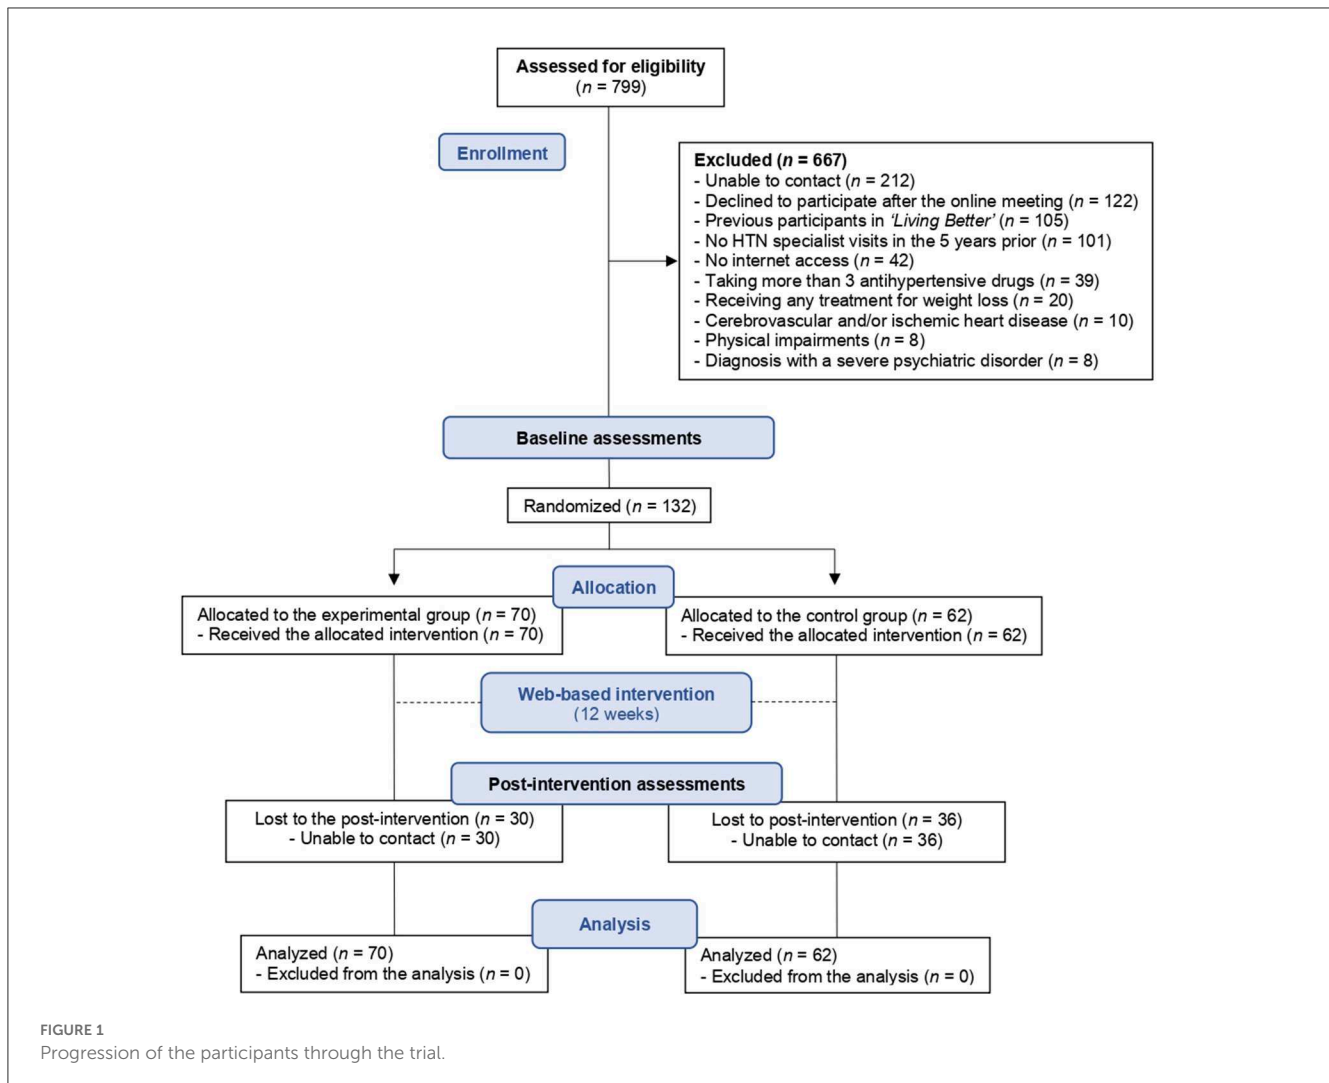 Assessed for eligibility
(n = 799)
Enrollment
Excluded (n = 667)
- Unable to contact (n = 212)
- Declined to participate after the online meeting (n = 122)
- Previous participants in ‘Living Better’ (n = 105)
- No HTN specialist visits in the 5 years prior (n = 101)
- No internet access (n = 42)
- Taking more than 3 antihypertensive drugs (n = 39)
- Receiving any treatment for weight loss (n = 20)
- Cerebrovascular and/or ischemic heart disease (n = 10)
- Physical impairments (n = 8)
- Diagnosis with a severe psychiatric disorder (n = 8)
Baseline assessments
Randomized (n = 132)
Allocation
Allocated to the experimental group (n = 70)
- Received the allocated intervention (n = 70)
Allocated to the control group (n = 62)
- Received the allocated intervention (n = 62)
Web-based intervention
(12 weeks)
Post-intervention assessments
Lost to the post-intervention (n = 30)
- Unable to contact (n = 30)
Lost to post-intervention (n = 36)
- Unable to contact (n = 36)
Analysis
Analyzed (n = 70)
- Excluded from the analysis (n = 0)
Analyzed (n = 62)
- Excluded from the analysis (n = 0)
FIGURE 1
Progression of the participants through the trial.